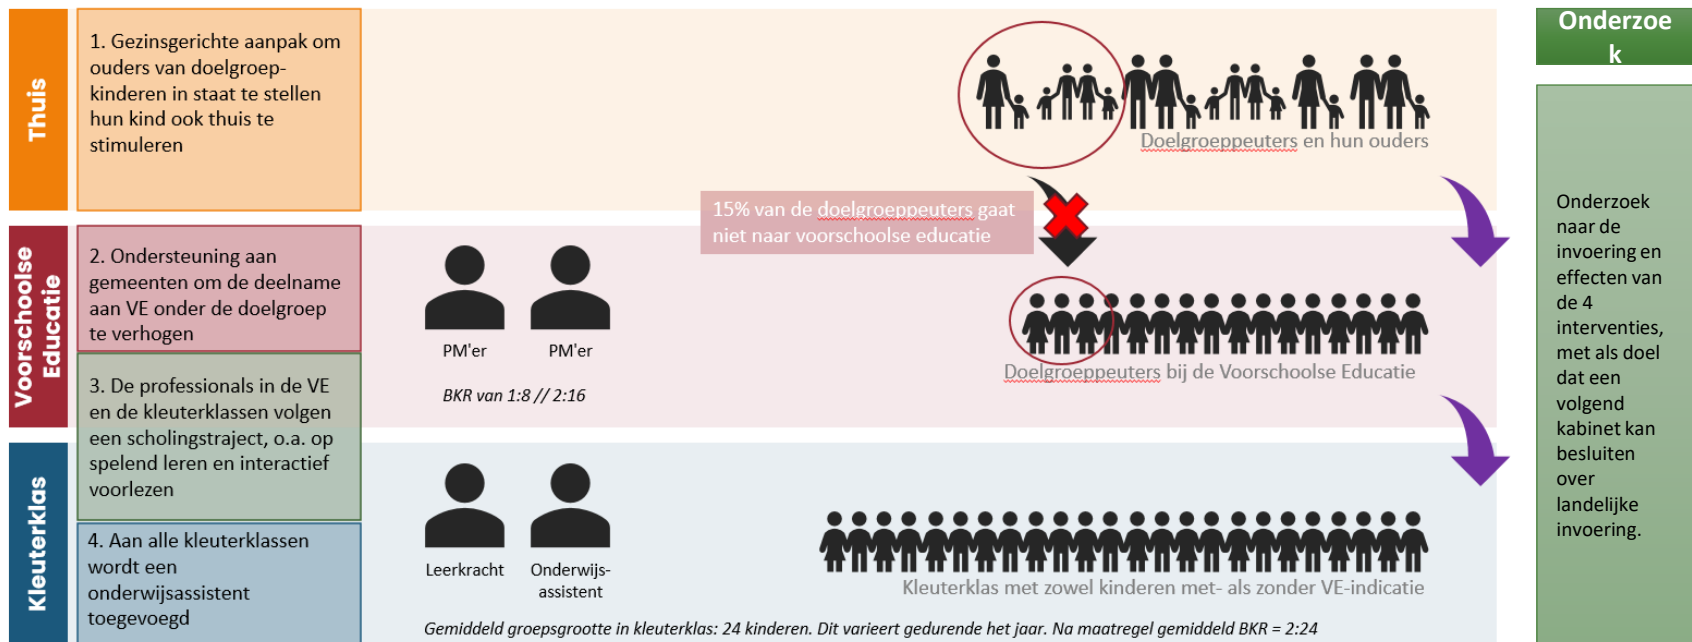 Thuis
1. Gezinsgerichte aanpak om
ouders van doelgroep-
kinderen in staat te stellen
hun kind ook thuis te
stimuleren
Doelgroeppeuters en hun ouders
15% van de doelgroeppeuters gaat
niet naar voorschoolse educatie
Voorschoolse
Educatie
2. Ondersteuning aan
gemeenten om de deelname
aan VE onder de doelgroep
te verhogen
3. De professionals in de VE
en de kleuterklassen volgen
een scholingstraject, o.a. op
spelend leren en interactief
voorlezen
PM'er
PM'er
BKR van 1:8 // 2:16
Doelgroeppeuters bij de Voorschoolse Educatie
Kleuterklas
4. Aan alle kleuterklassen
wordt een
onderwijsassistent
toegevoegd
Leerkracht
Onderwijs-
assistent
Kleuterklas met zowel kinderen met- als zonder VE-indicatie
Gemiddeld groepsgrootte in kleuterklas: 24 kinderen. Dit varieert gedurende het jaar. Na maatregel gemiddeld BKR = 2:24
Onderzoe
k
Onderzoek
naar de
invoering en
effecten van
de 4
interventies,
met als doel
dat een
volgend
kabinet kan
besluiten
over
landelijke
invoering.